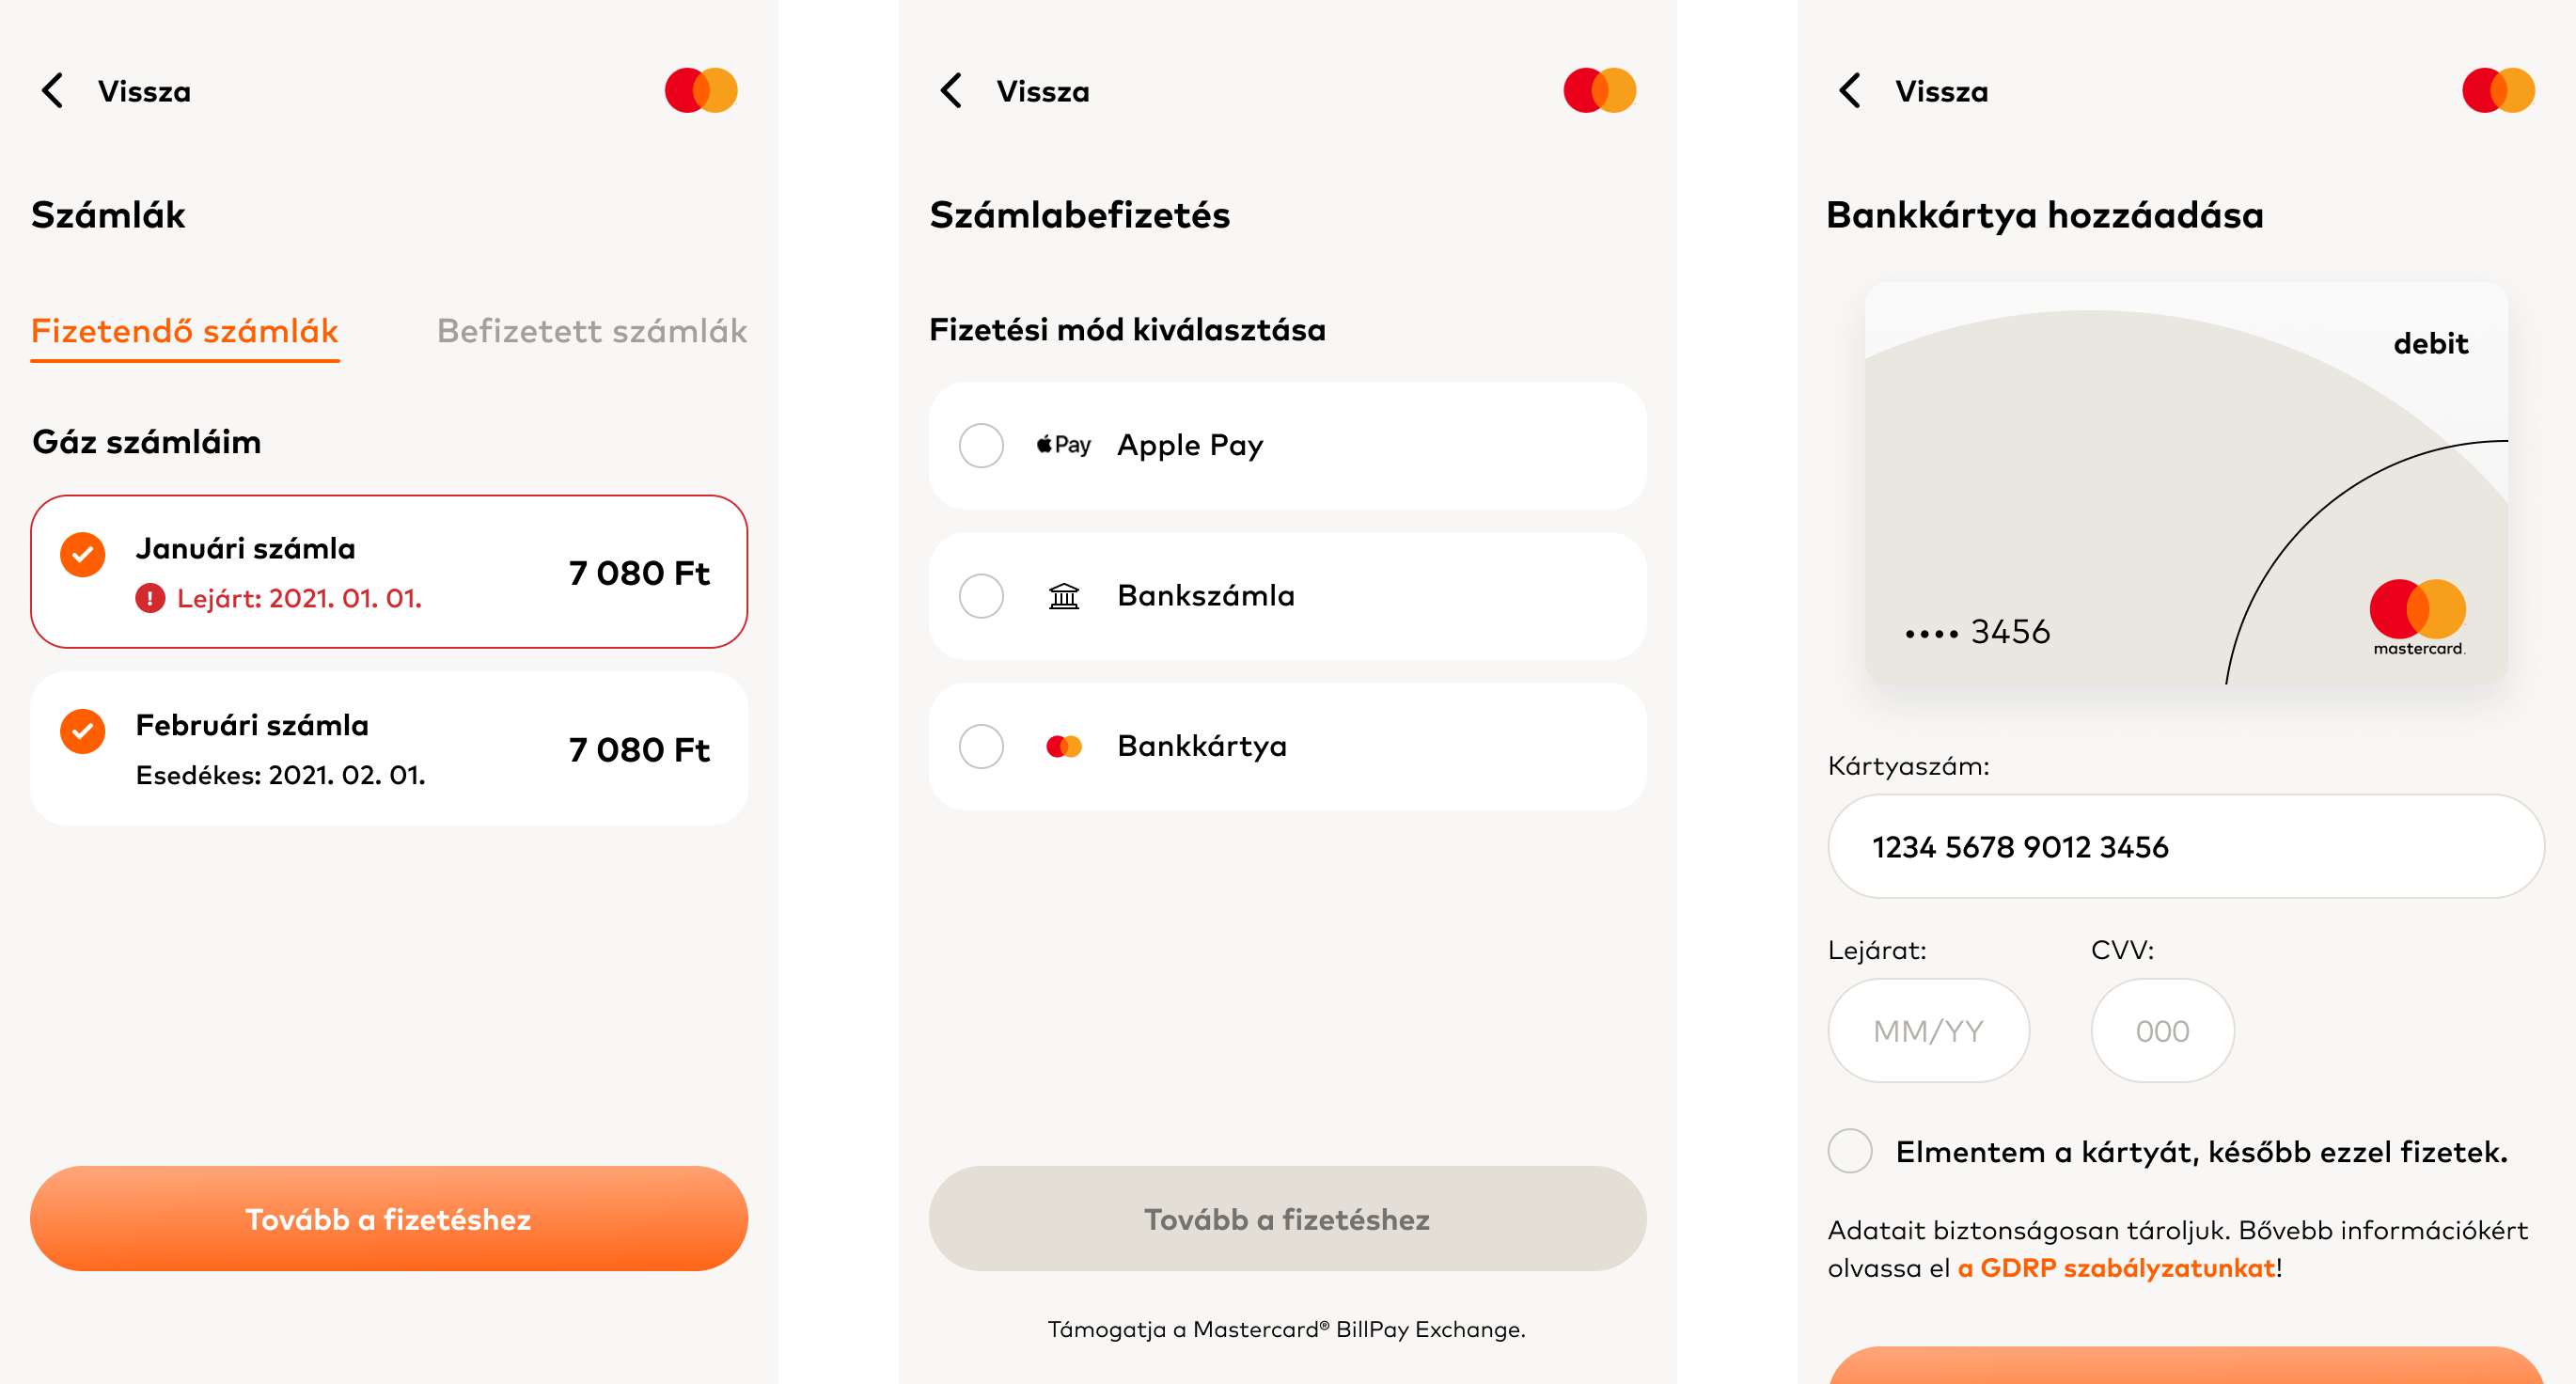 Vissza
Számlák
Fizetendő számlák
Befizetett számlák
Gáz számláim
Januári számla
Lejárt: 2021. 01. 01.
7 080 Ft
Februári számla
Esedékes: 2021. 02. 01.
7 080 Ft
Tovább a fizetéshez
Vissza
Számlabefizetés
Fizetési mód kiválasztása
Pay Apple Pay
Bankszámla
Bankkártya
Tovább a fizetéshez
Támogatja a Mastercard® BillPay Exchange.
Vissza
Bankkártya hozzáadása
debit
•••• 3456
mastercard.
Kártyaszám:
1234 5678 9012 3456
Lejárat:
CVV:
MM/YY
000
Elmentem a kártyát, később ezzel fizetek.
Adatait biztonságosan tároljuk. Bővebb információkért
olvassa el a GDRP szabályzatunkat!